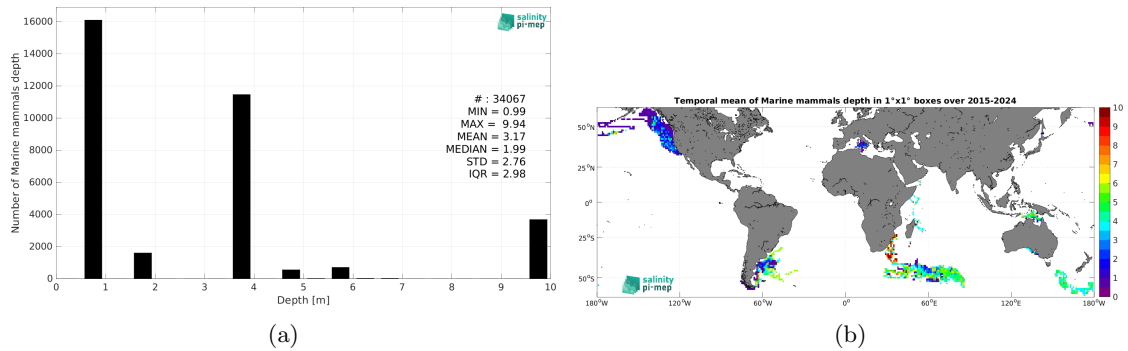 salinity
pi-mep
16000
14000
12000
10000
8000
6000
4000
2000
0
Number of Marine mammals depth
# : 34067
MIN = 0.99
MAX = 9.94
MEAN = 3.17
MEDIAN = 1.99
STD = 2.76
IQR = 2.98
0 1 2 3 4 5 6 7 8 9 10
Depth [m]
(a)
Temporal mean of Marine mammals depth in 1°x1° boxes over 2015-2024
50°N
25°N
0°
25°S
50°S
180°W 120°W 60°W 0° 60°E 120°E 180°W
10
9
8
7
6
5
4
3
2
1
0
salinity
pi-mep
(b)